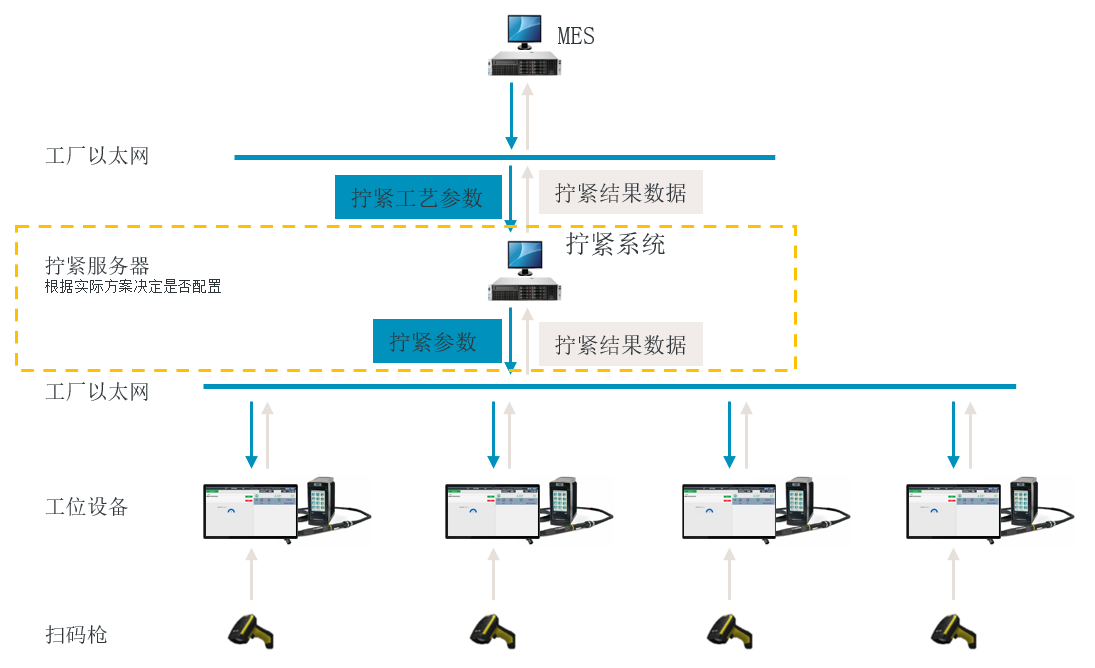 MES
工厂以太网
拧紧工艺参数
拧紧结果数据
拧紧系统
拧紧服务器
根据实际方案决定是否配置
拧紧参数
拧紧结果数据
工厂以太网
工位设备
扫码枪